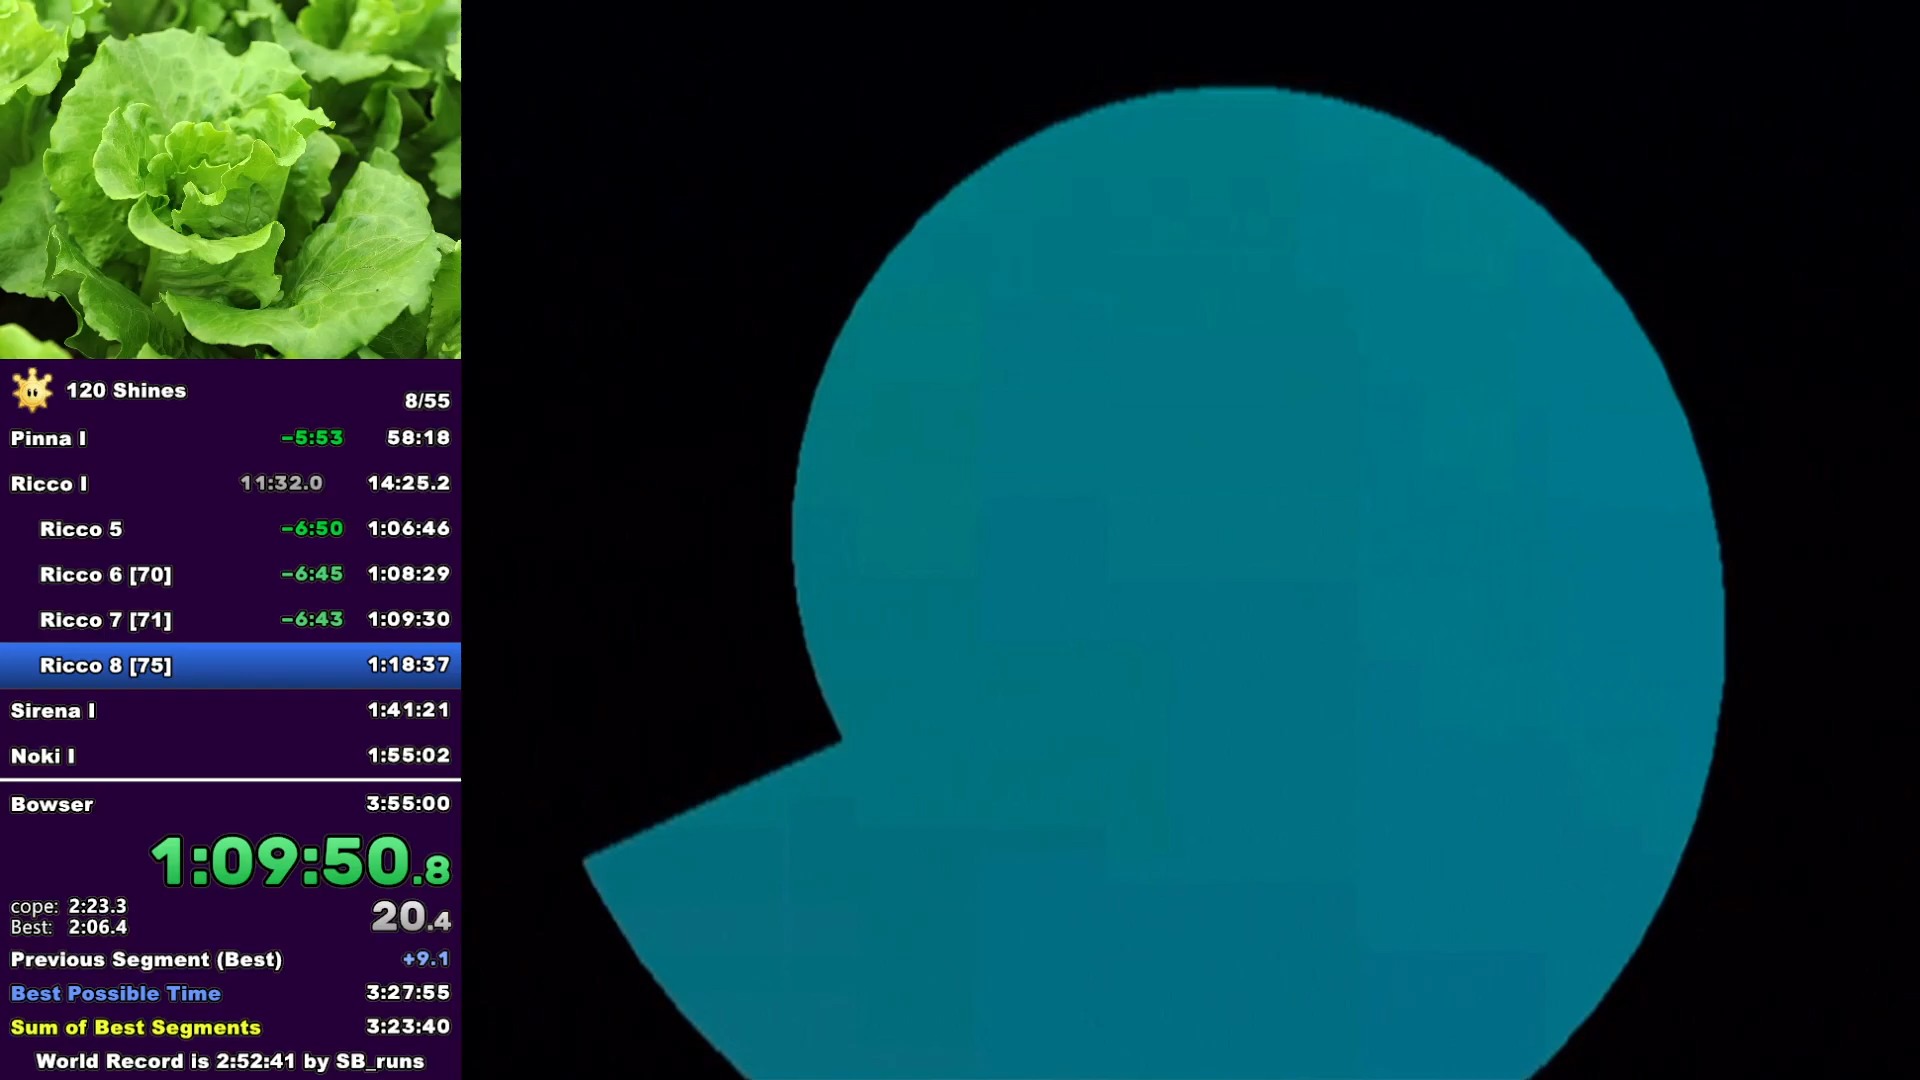 120 Shines
8/55
Pinna I -5:53 58:18
Ricco I 11:32.0 14:25.2
Ricco 5 -6:50 1:06:46
Ricco 6 [70] -6:45 1:08:29
Ricco 7 [71] -6:43 1:09:30
Ricco 8 [75] 1:18:37
Sirena I 1:41:21
Noki I 1:55:02
Bowser 3:55:00
1:09:50.8
cope: 2:23.3
Best: 2:06.4
20.4
Previous Segment (Best) +9.1
Best Possible Time 3:27:55
Sum of Best Segments 3:23:40
World Record is 2:52:41 by SB_runs